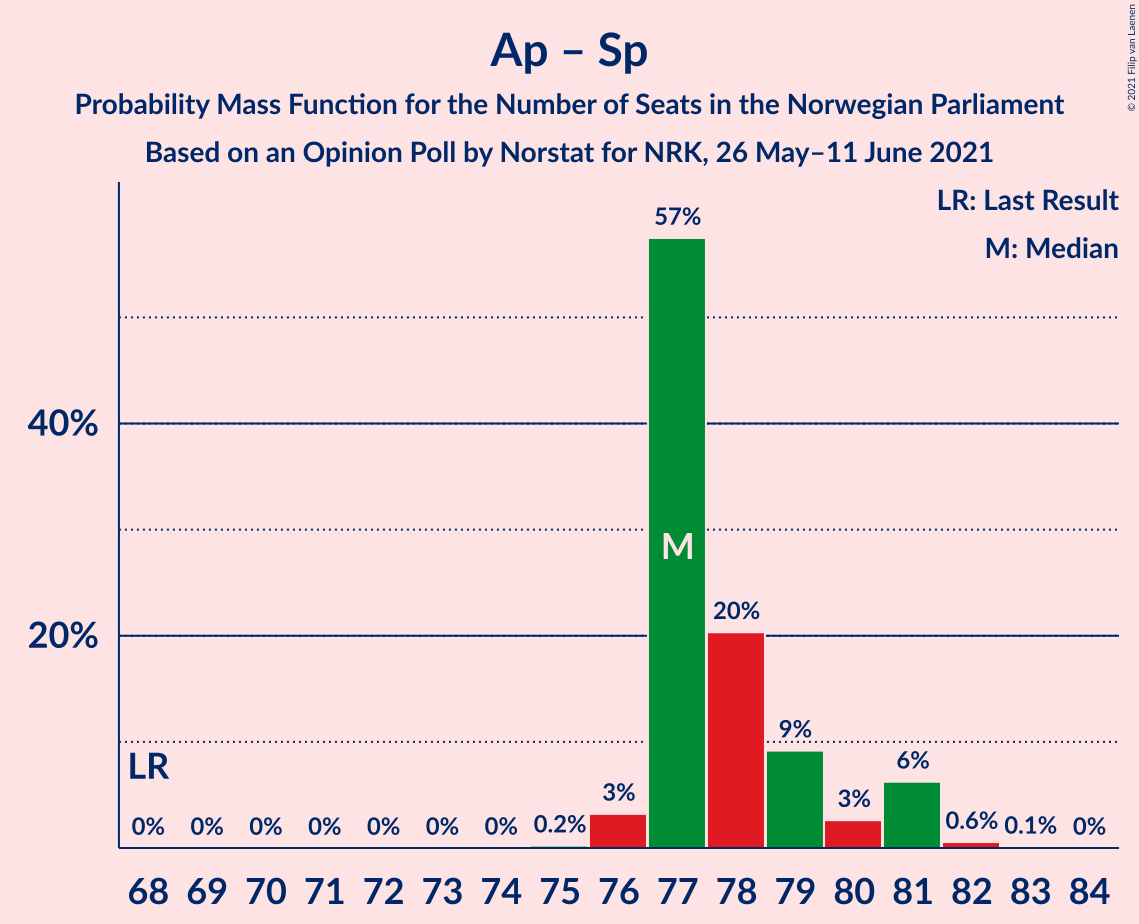 Ap – Sp
Probability Mass Function for the Number of Seats in the Norwegian Parliament
Based on an Opinion Poll by Norstat for NRK, 26 May–11 June 2021
© 2021 Filip van Laenen
LR: Last Result
M: Median
57%
40%
M
20%
20%
9%
LR
6%
3%
3%
0% 0% 0% 0% 0% 0% 0% 0.2% 0.6% 0.1% 0%
68 69 70 71 72 73 74 75 76 77 78 79 80 81 82 83 84